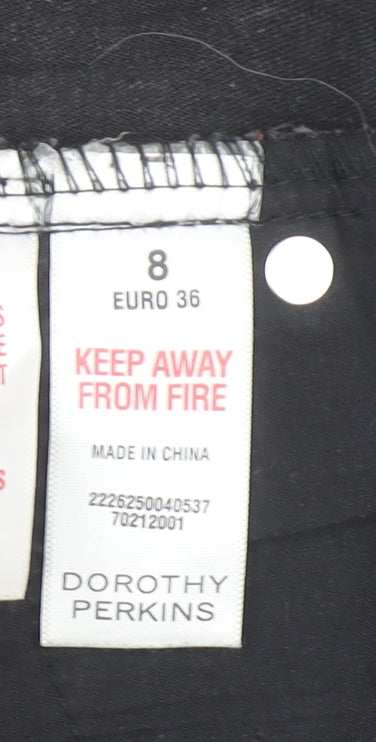 8
EURO 36
KEEP AWAY
FROM FIRE
MADE IN CHINA
2226250040537
70212001
DOROTHY
PERKINS